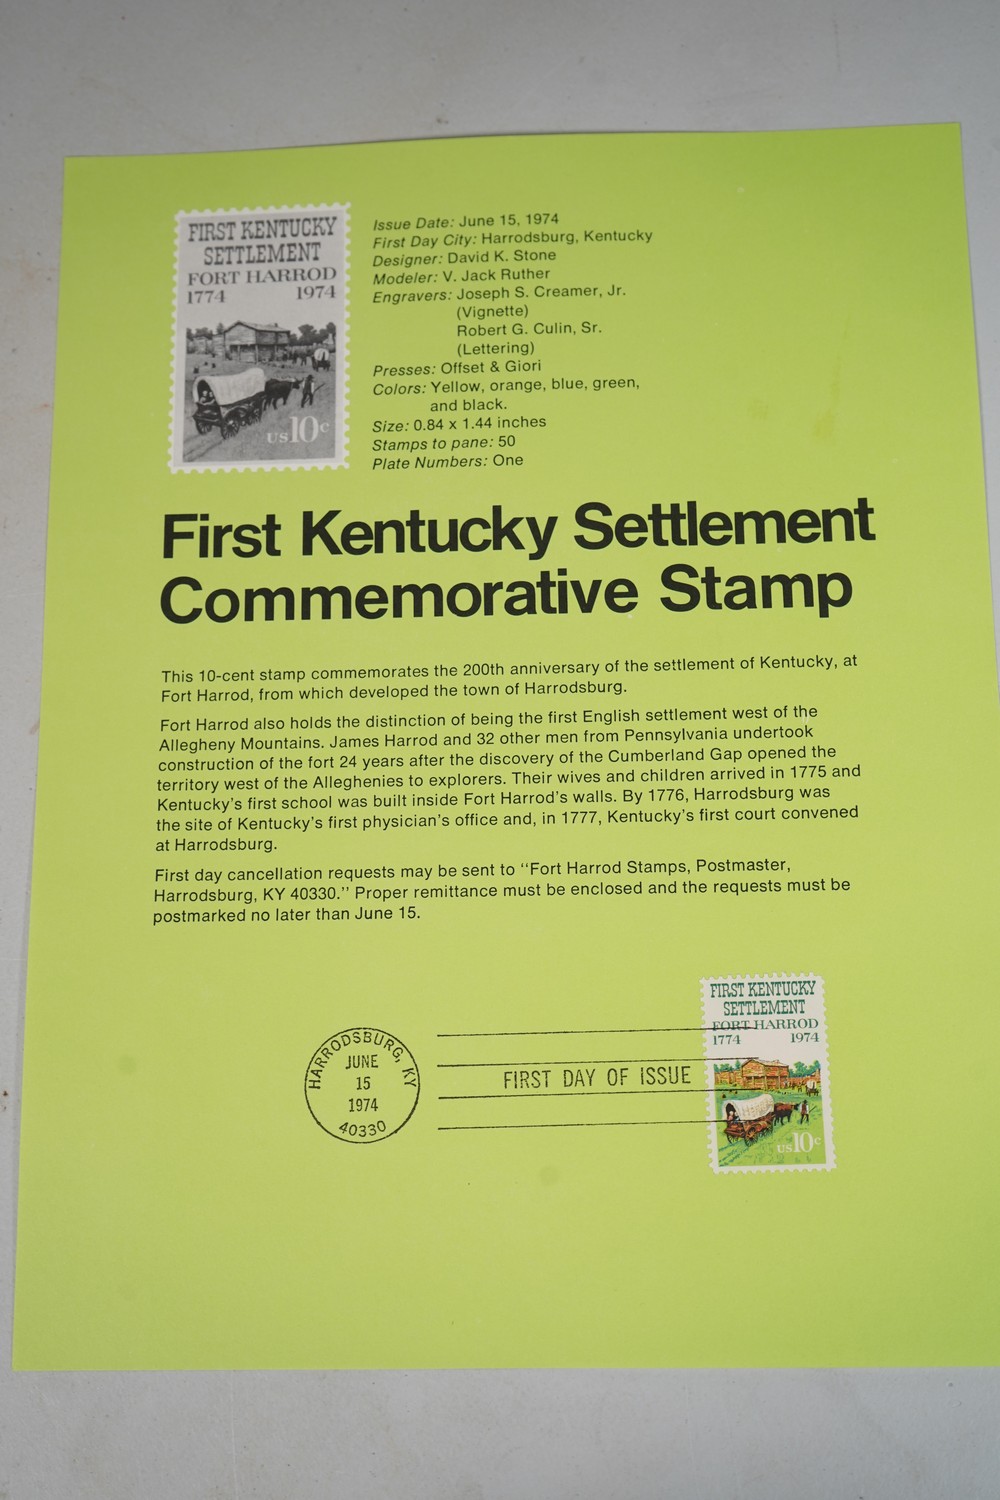 FIRST KENTUCKY
SETTLEMENT
FORT HARROD
1774 1974
US 10c
Issue Date: June 15, 1974
First Day City: Harrodsburg, Kentucky
Designer: David K. Stone
Modeler: V. Jack Ruther
Engravers: Joseph S. Creamer, Jr.
(Vignette)
Robert G. Culin, Sr.
(Lettering)
Presses: Offset & Giori
Colors: Yellow, orange, blue, green,
and black.
Size: 0.84 x 1.44 inches
Stamps to pane: 50
Plate Numbers: One
First Kentucky Settlement
Commemorative Stamp
This 10-cent stamp commemorates the 200th anniversary of the settlement of Kentucky, at
Fort Harrod, from which developed the town of Harrodsburg.
Fort Harrod also holds the distinction of being the first English settlement west of the
Allegheny Mountains. James Harrod and 32 other men from Pennsylvania undertook
construction of the fort 24 years after the discovery of the Cumberland Gap opened the
territory west of the Alleghenies to explorers. Their wives and children arrived in 1775 and
Kentucky's first school was built inside Fort Harrod's walls. By 1776, Harrodsburg was
the site of Kentucky's first physician's office and, in 1777, Kentucky's first court convened
at Harrodsburg.
First day cancellation requests may be sent to "Fort Harrod Stamps, Postmaster,
Harrodsburg, KY 40330." Proper remittance must be enclosed and the requests must be
postmarked no later than June 15.
HARRODSBURG, KY
JUNE
15
1974
40330
FIRST DAY OF ISSUE
FIRST KENTUCKY
SETTLEMENT
FORT HARROD
1774 1974
US 10c